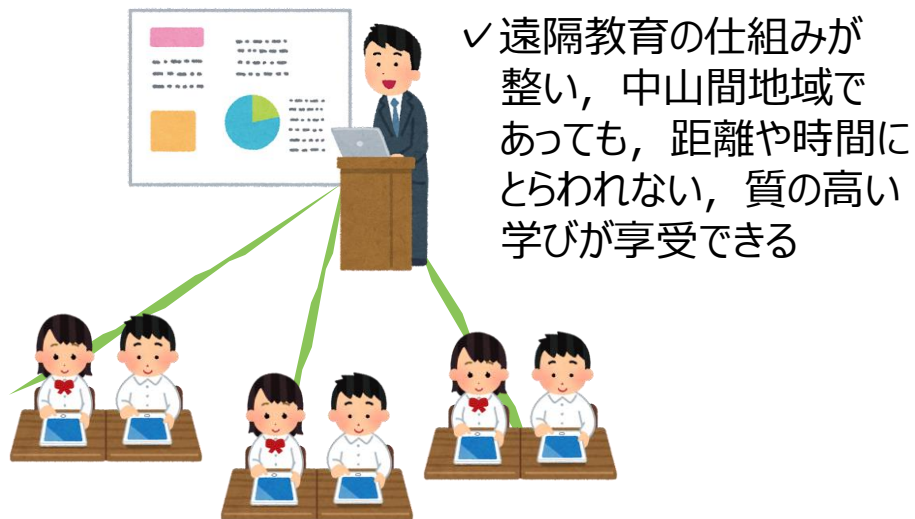 ✓遠隔教育の仕組みが
整い，中山間地域で
あっても，距離や時間に
とらわれない，質の高い
学びが享受できる